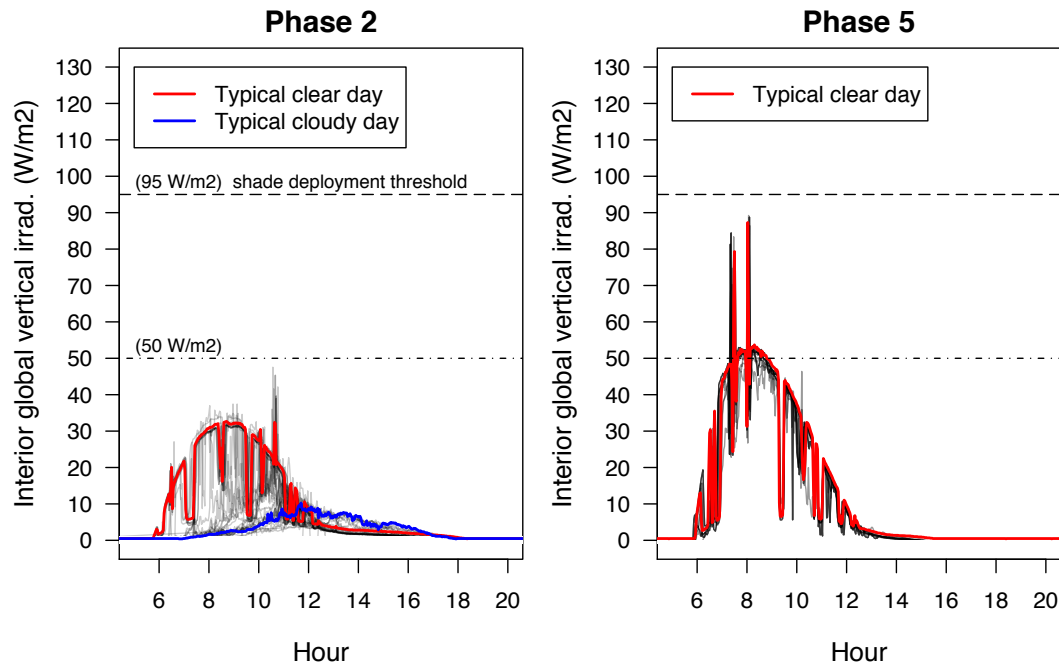 Phase 2
Phase 5
Interior global vertical irrad. (W/m2)
130
120
110
100
90
80
70
60
50
40
30
20
10
0
Typical clear day
Typical cloudy day
(95 W/m2) shade deployment threshold
(50 W/m2)
6 8 10 12 14 16 18 20
Hour
Interior global vertical irrad. (W/m2)
130
120
110
100
90
80
70
60
50
40
30
20
10
0
Typical clear day
6 8 10 12 14 16 18 20
Hour